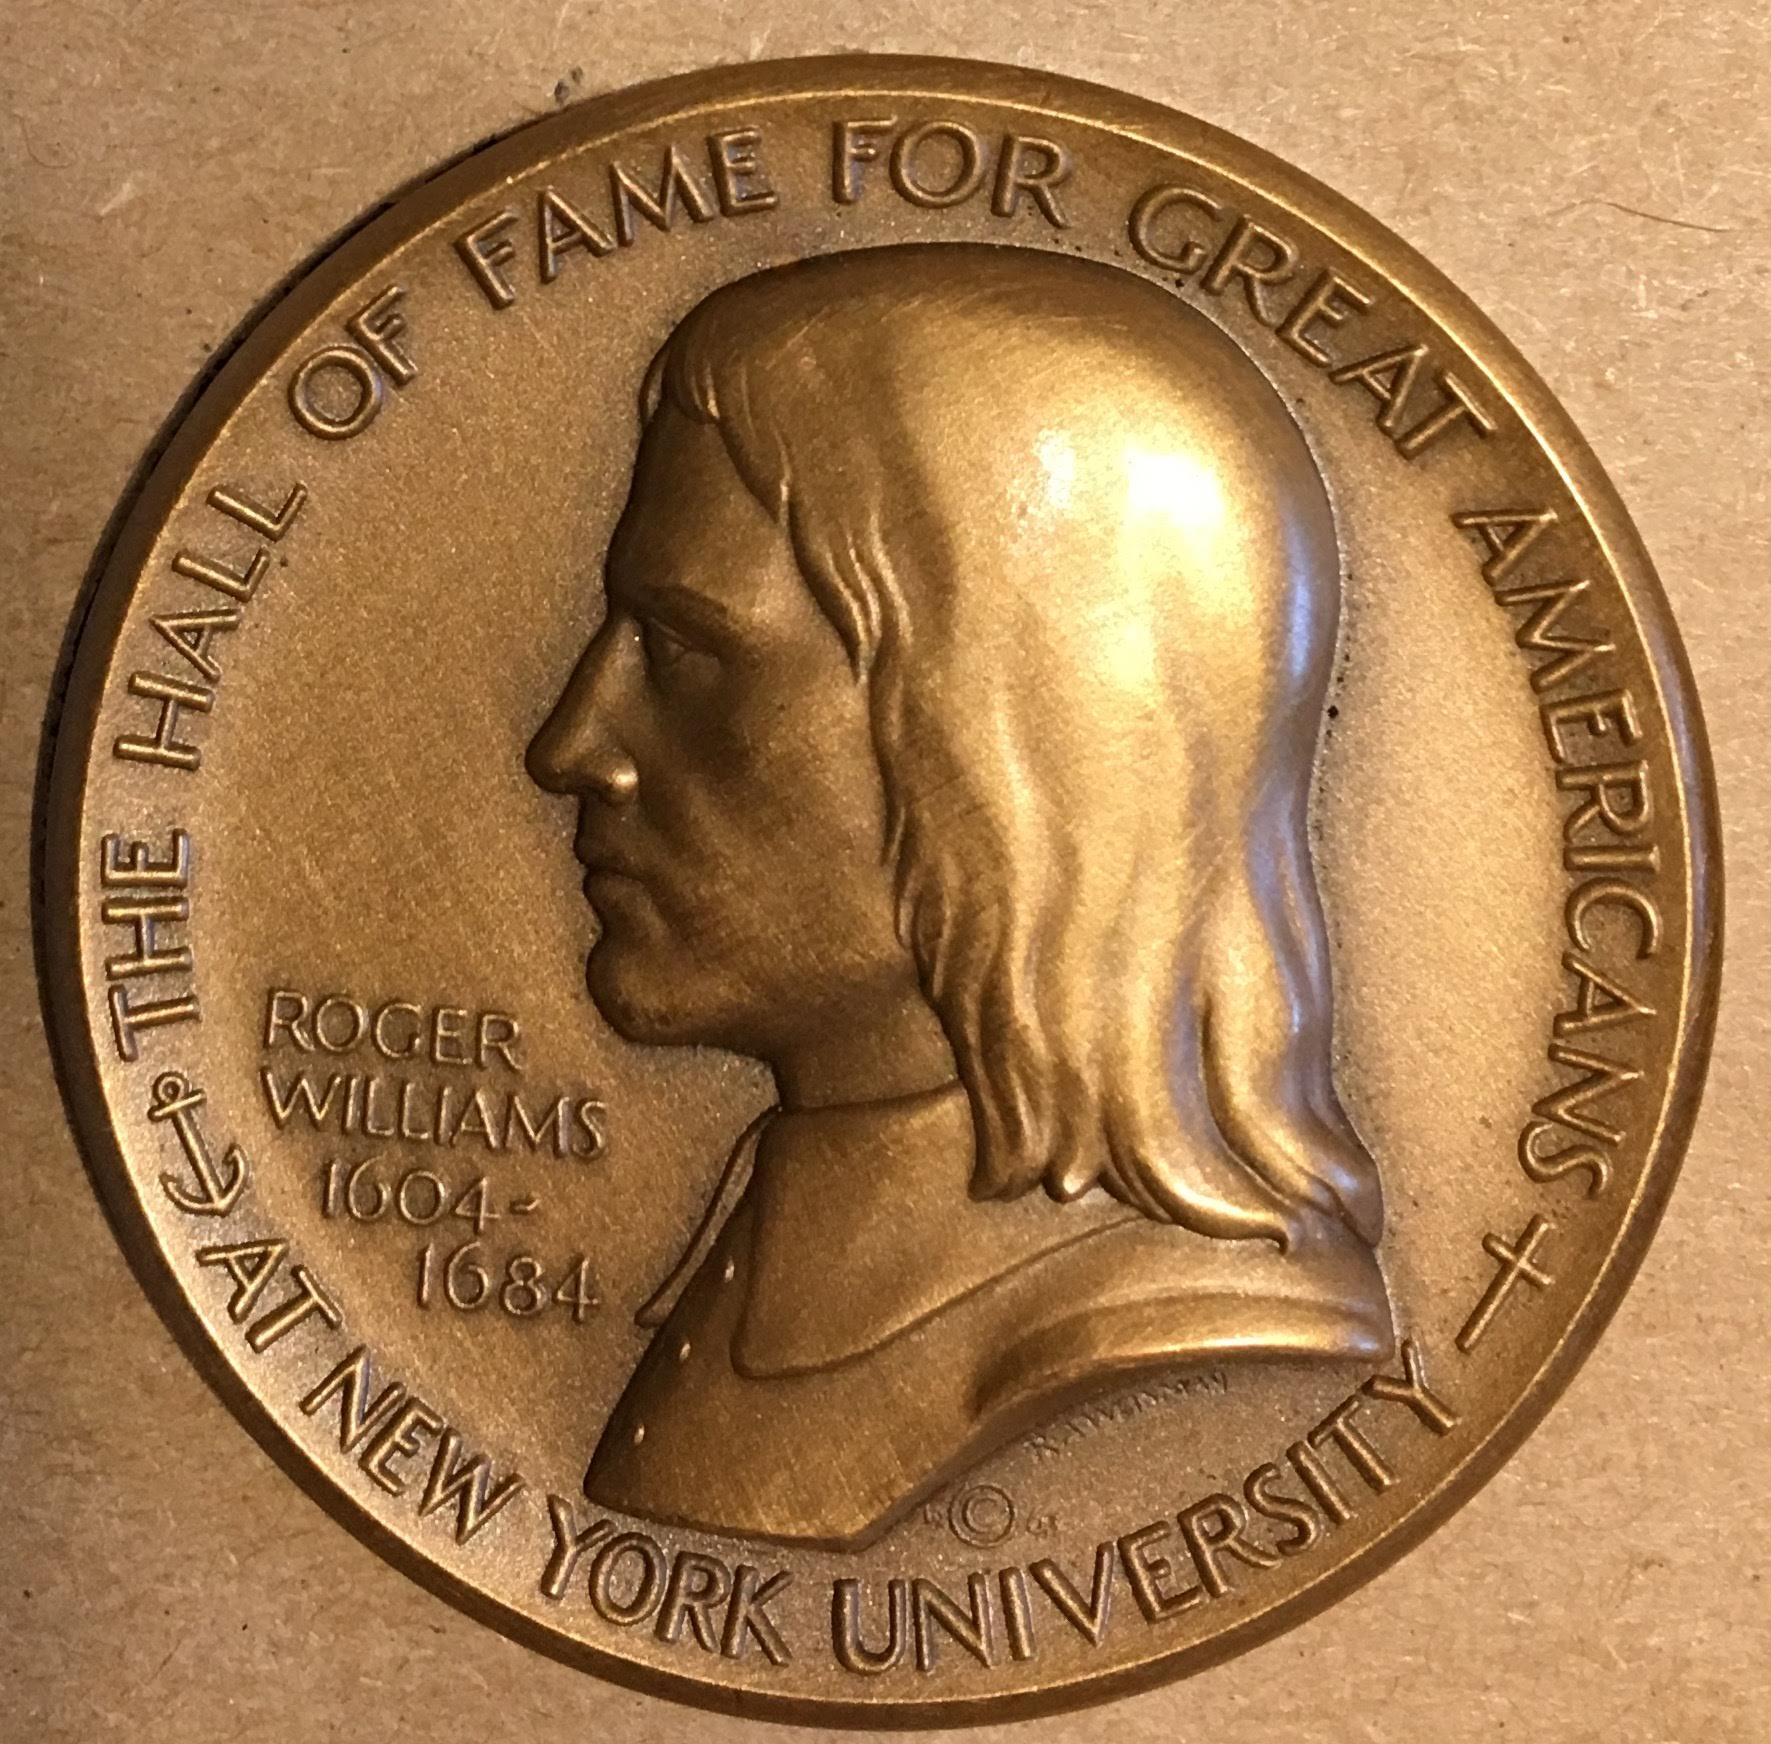 THE HALL OF FAME FOR GREAT AMERICANS
AT NEW YORK UNIVERSITY
ROGER
WILLIAMS
1604-
1684
©